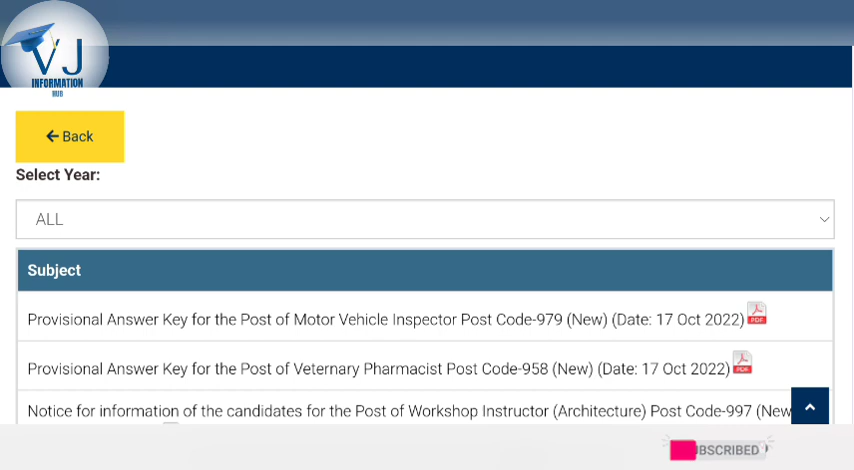 VJ
INFORMATION
HUB
Back
Select Year:
ALL
Subject
Provisional Answer Key for the Post of Motor Vehicle Inspector Post Code-979 (New) (Date: 17 Oct 2022)
PDF
Provisional Answer Key for the Post of Veternary Pharmacist Post Code-958 (New) (Date: 17 Oct 2022)
PDF
Notice for information of the candidates for the Post of Workshop Instructor (Architecture) Post Code-997 (New